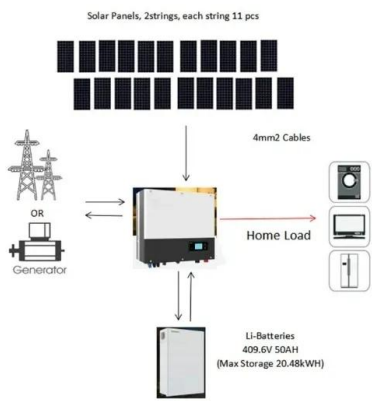 Solar Panels, 2strings, each string 11 pcs
4mm2 Cables
OR
Generator
Home Load
Li-Batteries
409.6V 50AH
(Max Storage 20.48kWH)